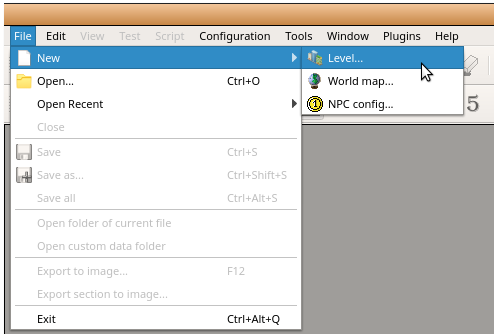 File Edit View Test Script Configuration Tools Window Plugins Help
New
Level...
Open... Ctrl+O
World map...
Open Recent
NPC config...
5
Close
Save Ctrl+S
Save as... Ctrl+Shift+S
Save all Ctrl+Alt+S
Open folder of current file
Open custom data folder
Export to image... F12
Export section to image...
Exit Ctrl+Alt+Q